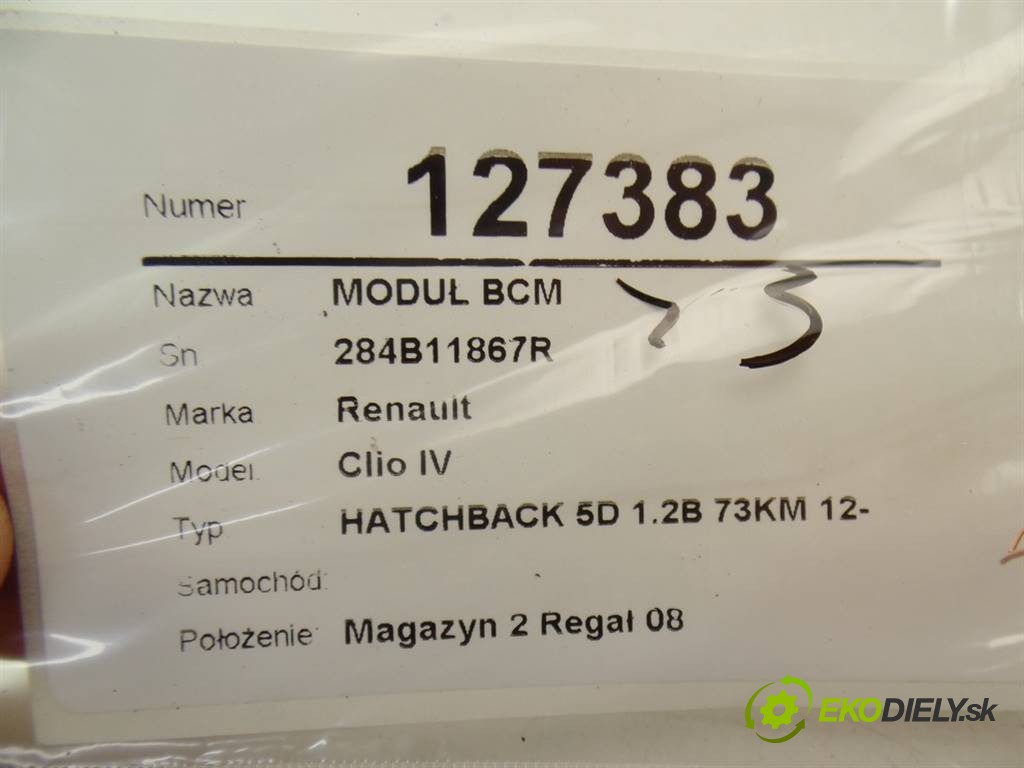 Numer 127383
Nazwa MODUŁ BCM
Sn 284B11867R
Marka Renault
Model Clio IV
Typ HATCHBACK 5D 1.2B 73KM 12-
Samochód:
Położenie: Magazyn 2 Regał 08
EKODIELY.sk